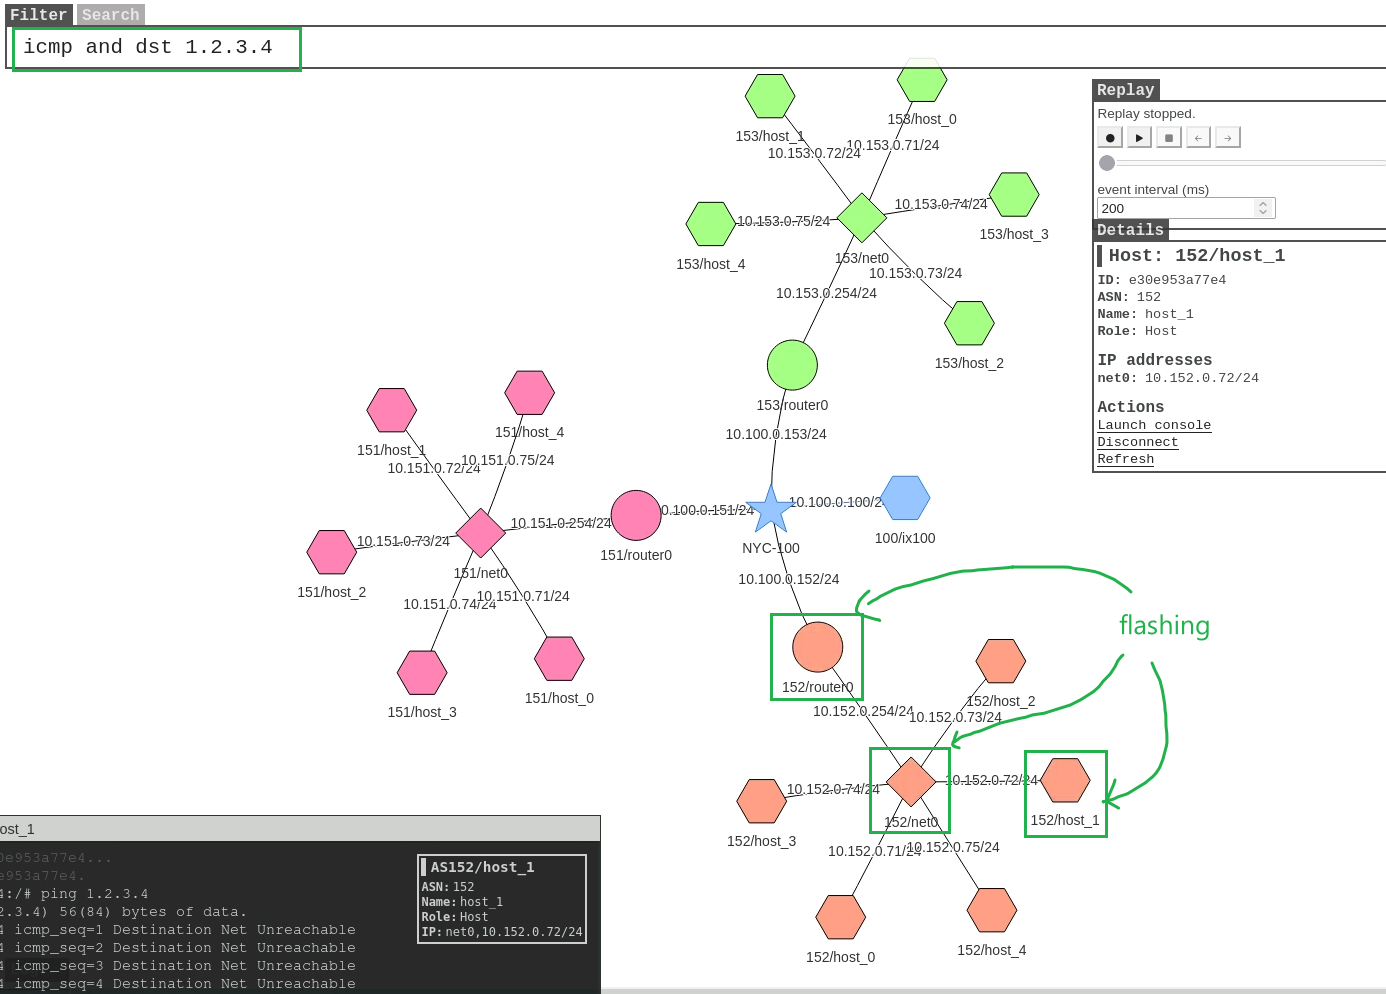 Filter Search
icmp and dst 1.2.3.4
Replay
Replay stopped.
event interval (ms)
200
Details
Host: 152/host_1
ID: e30e953a77e4
ASN: 152
Name: host_1
Role: Host
IP addresses
net0: 10.152.0.72/24
Actions
Launch console
Disconnect
Refresh
153/host_1
153/host_0
10.153.0.72/24
10.153.0.71/24
10.153.0.74/24
10.153.0.75/24
153/host_3
153/host_4
153/net0
10.153.0.73/24
10.153.0.254/24
153/host_2
153/router0
10.100.0.153/24
151/host_4
151/host_1
10.151.0.75/24
10.151.0.72/24
10.100.0.100/2
0.100.0.151/24
10.151.0.254/24
10.151.0.73/24
NYC-100
100/ix100
151/router0
151/net0
151/host_2
10.151.0.74/24
10.151.0.71/24
151/host_0
151/host_3
10.100.0.152/24
flashing
152/router0
152/host_2
10.152.0.254/24
10.152.0.73/24
10.152.0.72/24
10.152.0.74/24
152/net0
152/host_1
152/host_3
10.152.0.71/24
10.152.0.75/24
152/host_0
152/host_4
ost_1
0e953a77e4...
e953a77e4.
4:/# ping 1.2.3.4
2.3.4) 56(84) bytes of data.
4 icmp_seq=1 Destination Net Unreachable
4 icmp_seq=2 Destination Net Unreachable
4 icmp_seq=3 Destination Net Unreachable
4 icmp_seq=4 Destination Net Unreachable
AS152/host_1
ASN: 152
Name: host_1
Role: Host
IP: net0,10.152.0.72/24